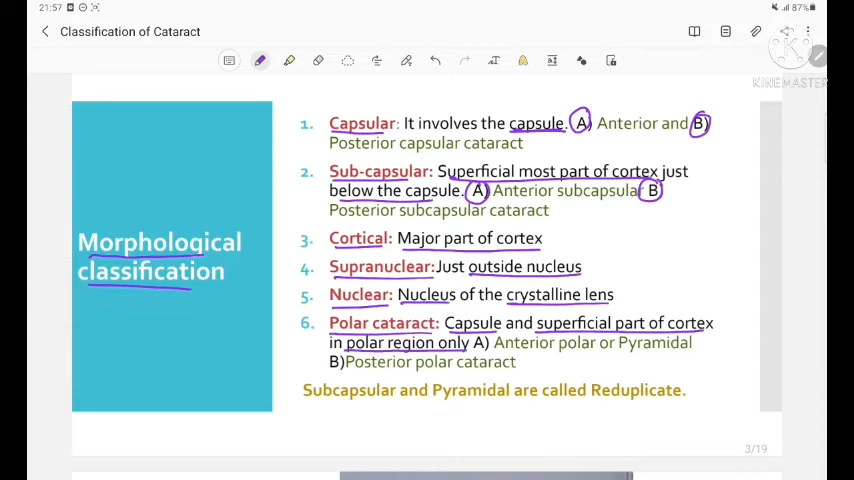 21:57
87%
Classification of Cataract
KINEMASTER
1. Capsular: It involves the capsule. A) Anterior and B)
Posterior capsular cataract
2. Sub-capsular: Superficial most part of cortex just
below the capsule. A) Anterior subcapsular B
Posterior subcapsular cataract
3. Cortical: Major part of cortex
4. Supranuclear:Just outside nucleus
5. Nuclear: Nucleus of the crystalline lens
6. Polar cataract: Capsule and superficial part of cortex
in polar region only A) Anterior polar or Pyramidal
B)Posterior polar cataract
Subcapsular and Pyramidal are called Reduplicate.
Morphological
classification
3/19